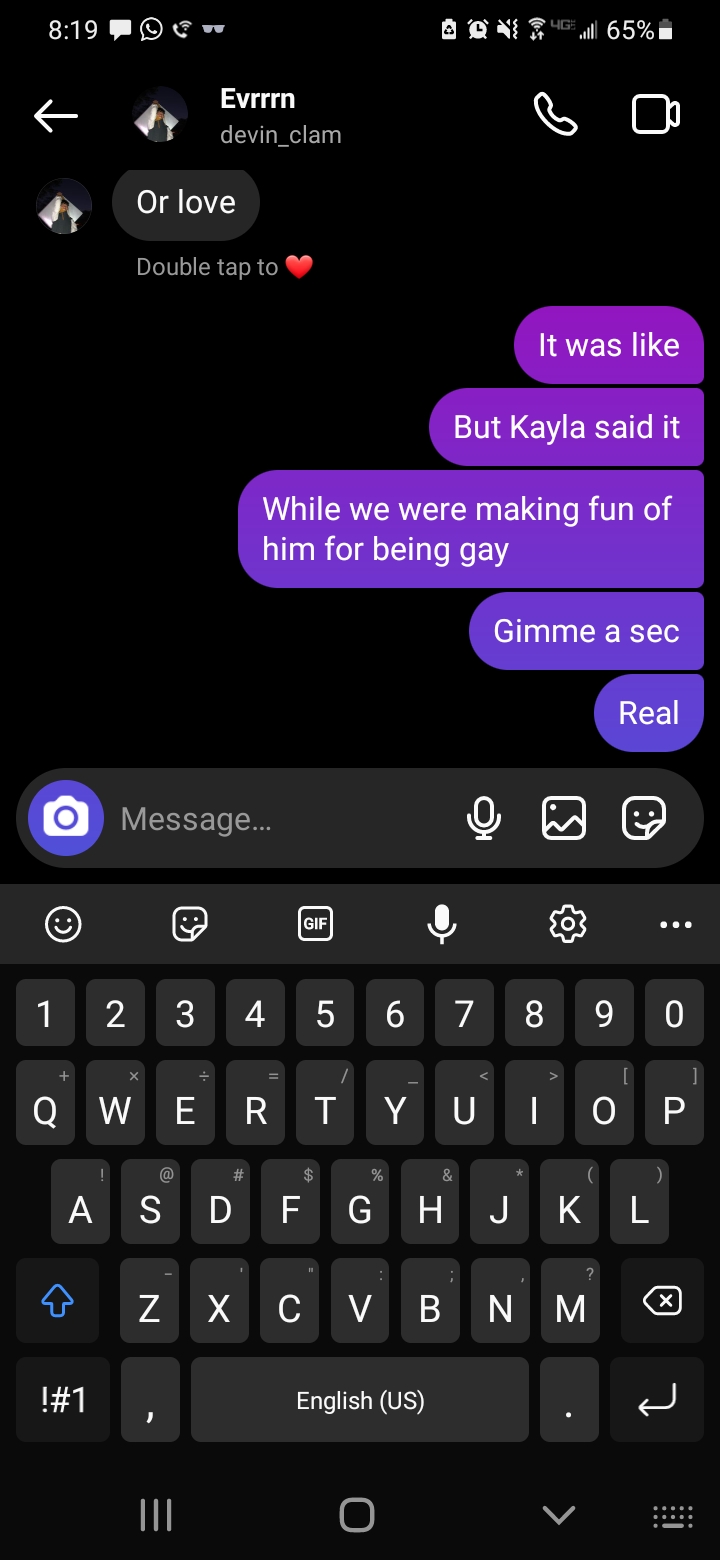 8:19 4G 65%
Evrrrn
devin_clam
Or love
Double tap to ❤️
It was like
But Kayla said it
While we were making fun of
him for being gay
Gimme a sec
Real
Message…
GIF
1 2 3 4 5 6 7 8 9 0
+ × ÷ = / _ < > [ ]
Q W E R T Y U I O P
! @ # $ % & * ( )
A S D F G H J K L
- ' " : ; , ?
Z X C V B N M
!#1 , English (US) .